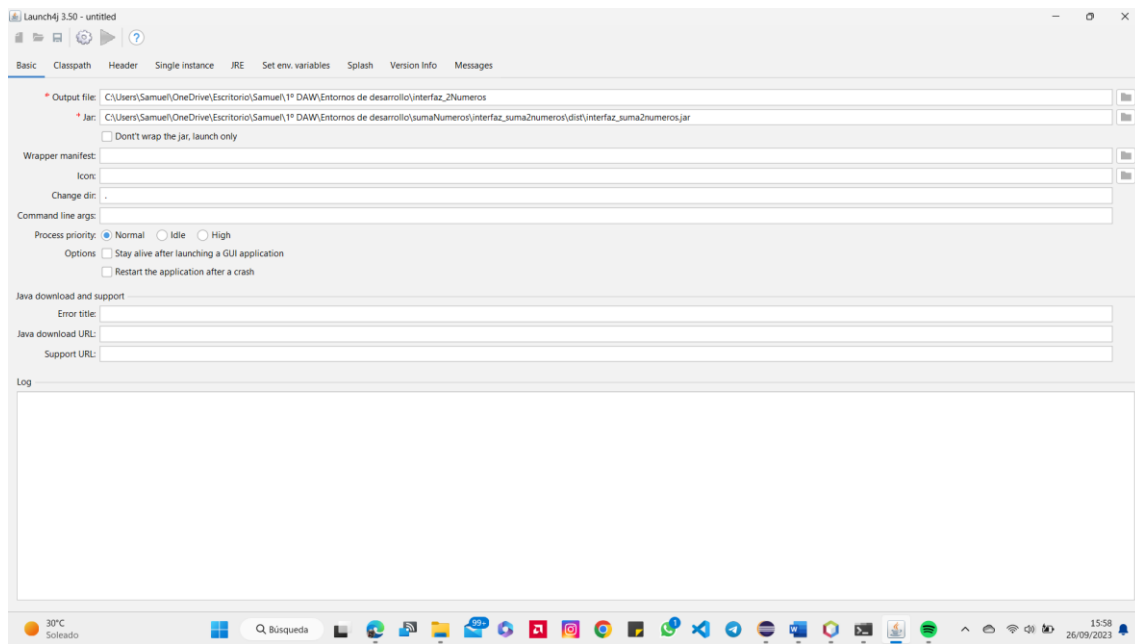 Launch4j 3.50 - untitled
Basic Classpath Header Single instance JRE Set env. variables Splash Version Info Messages
* Output file: C:\Users\Samuel\OneDrive\Escritorio\Samuel\1º DAW\Entornos de desarrollo\interfaz_2Numeros
* Jar: C:\Users\Samuel\OneDrive\Escritorio\Samuel\1º DAW\Entornos de desarrollo\sumaNumeros\interfaz_suma2numeros\dist\interfaz_suma2numeros.jar
Dont't wrap the jar, launch only
Wrapper manifest:
Icon:
Change dir: .
Command line args:
Process priority: Normal Idle High
Options Stay alive after launching a GUI application
Restart the application after a crash
Java download and support
Error title:
Java download URL:
Support URL:
Log
30°C
Soleado
Búsqueda
99+
1
15:58
26/09/2023